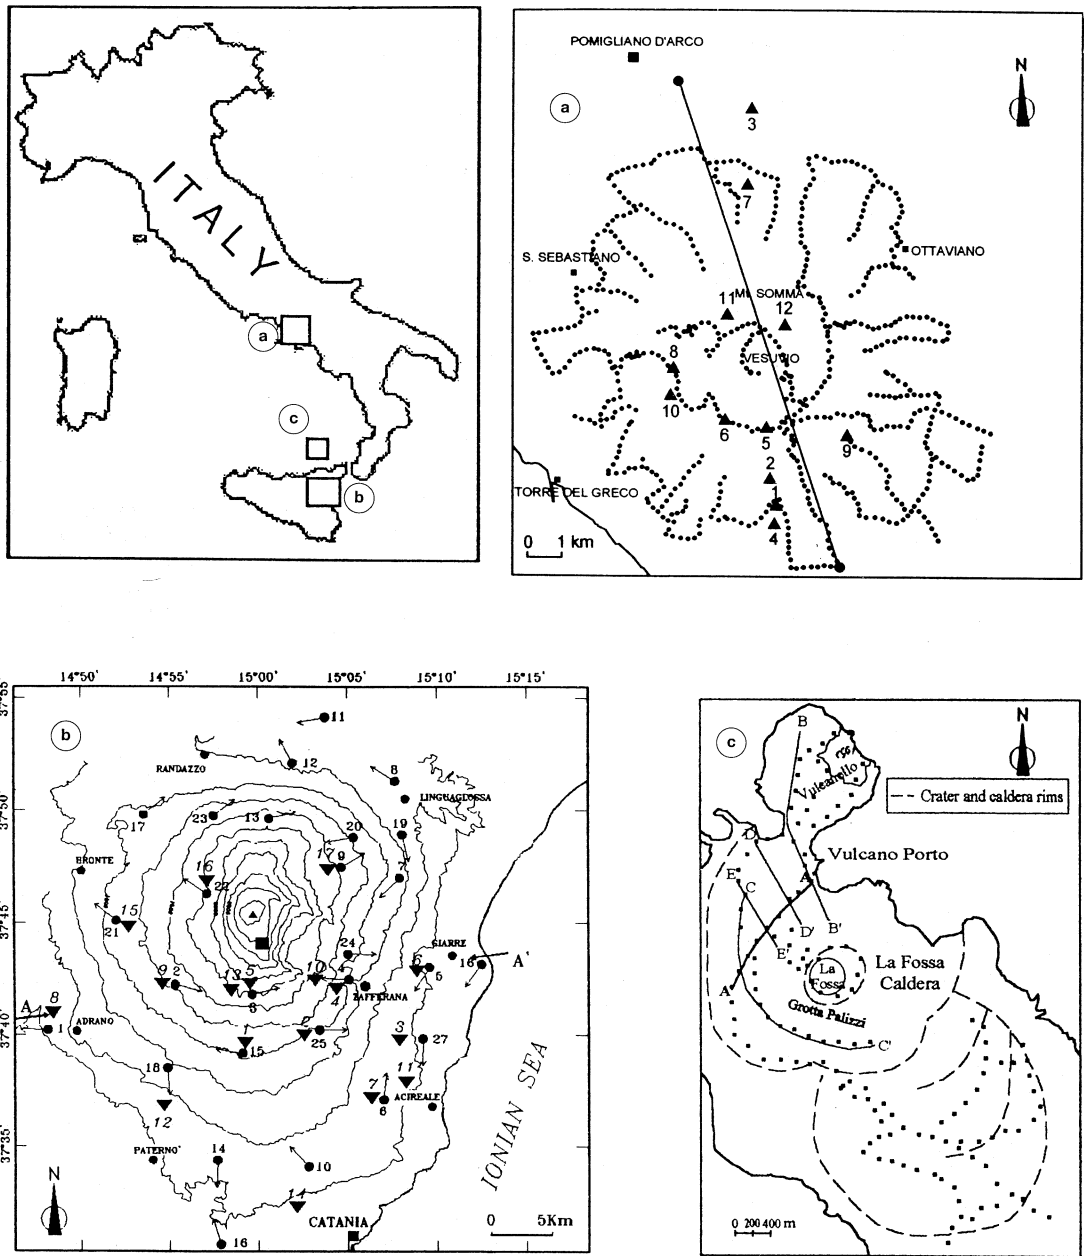 ITALY
a
c
b
POMIGLIANO D'ARCO
a
N
3
7
S. SEBASTIANO
OTTAVIANO
11
Mt. SOMMA
12
VESUVIO
8
10
6
5
9
2
TORRE DEL GRECO
1
4
0 1 km
14°50' 14°55' 15°00' 15°05' 15°10' 15°15'
37°55'
b
11
12
RANDAZZO
8
LINGUAGLOSSA
37°50'
17
23
13
20
19
BRONTE
16
17
9
7
22
15
21
37°45'
24
GIARRE
6
5
18
A'
9
2
13
5
3
10
4
4
ZAFFERANA
A
8
1
ADRANO
37°40'
15
2
25
3
27
18
11
7
ACIREALE
6
12
IONIAN SEA
37°35'
PATERNO'
14
10
N
14
CATANIA
16
0 5Km
c
B
N
Vulcanello
Crater and caldera rims
D
Vulcano Porto
E
C
A'
D'
B'
E'
La Fossa
La Fossa Caldera
A
Grotta Palizzi
C'
0 200 400 m